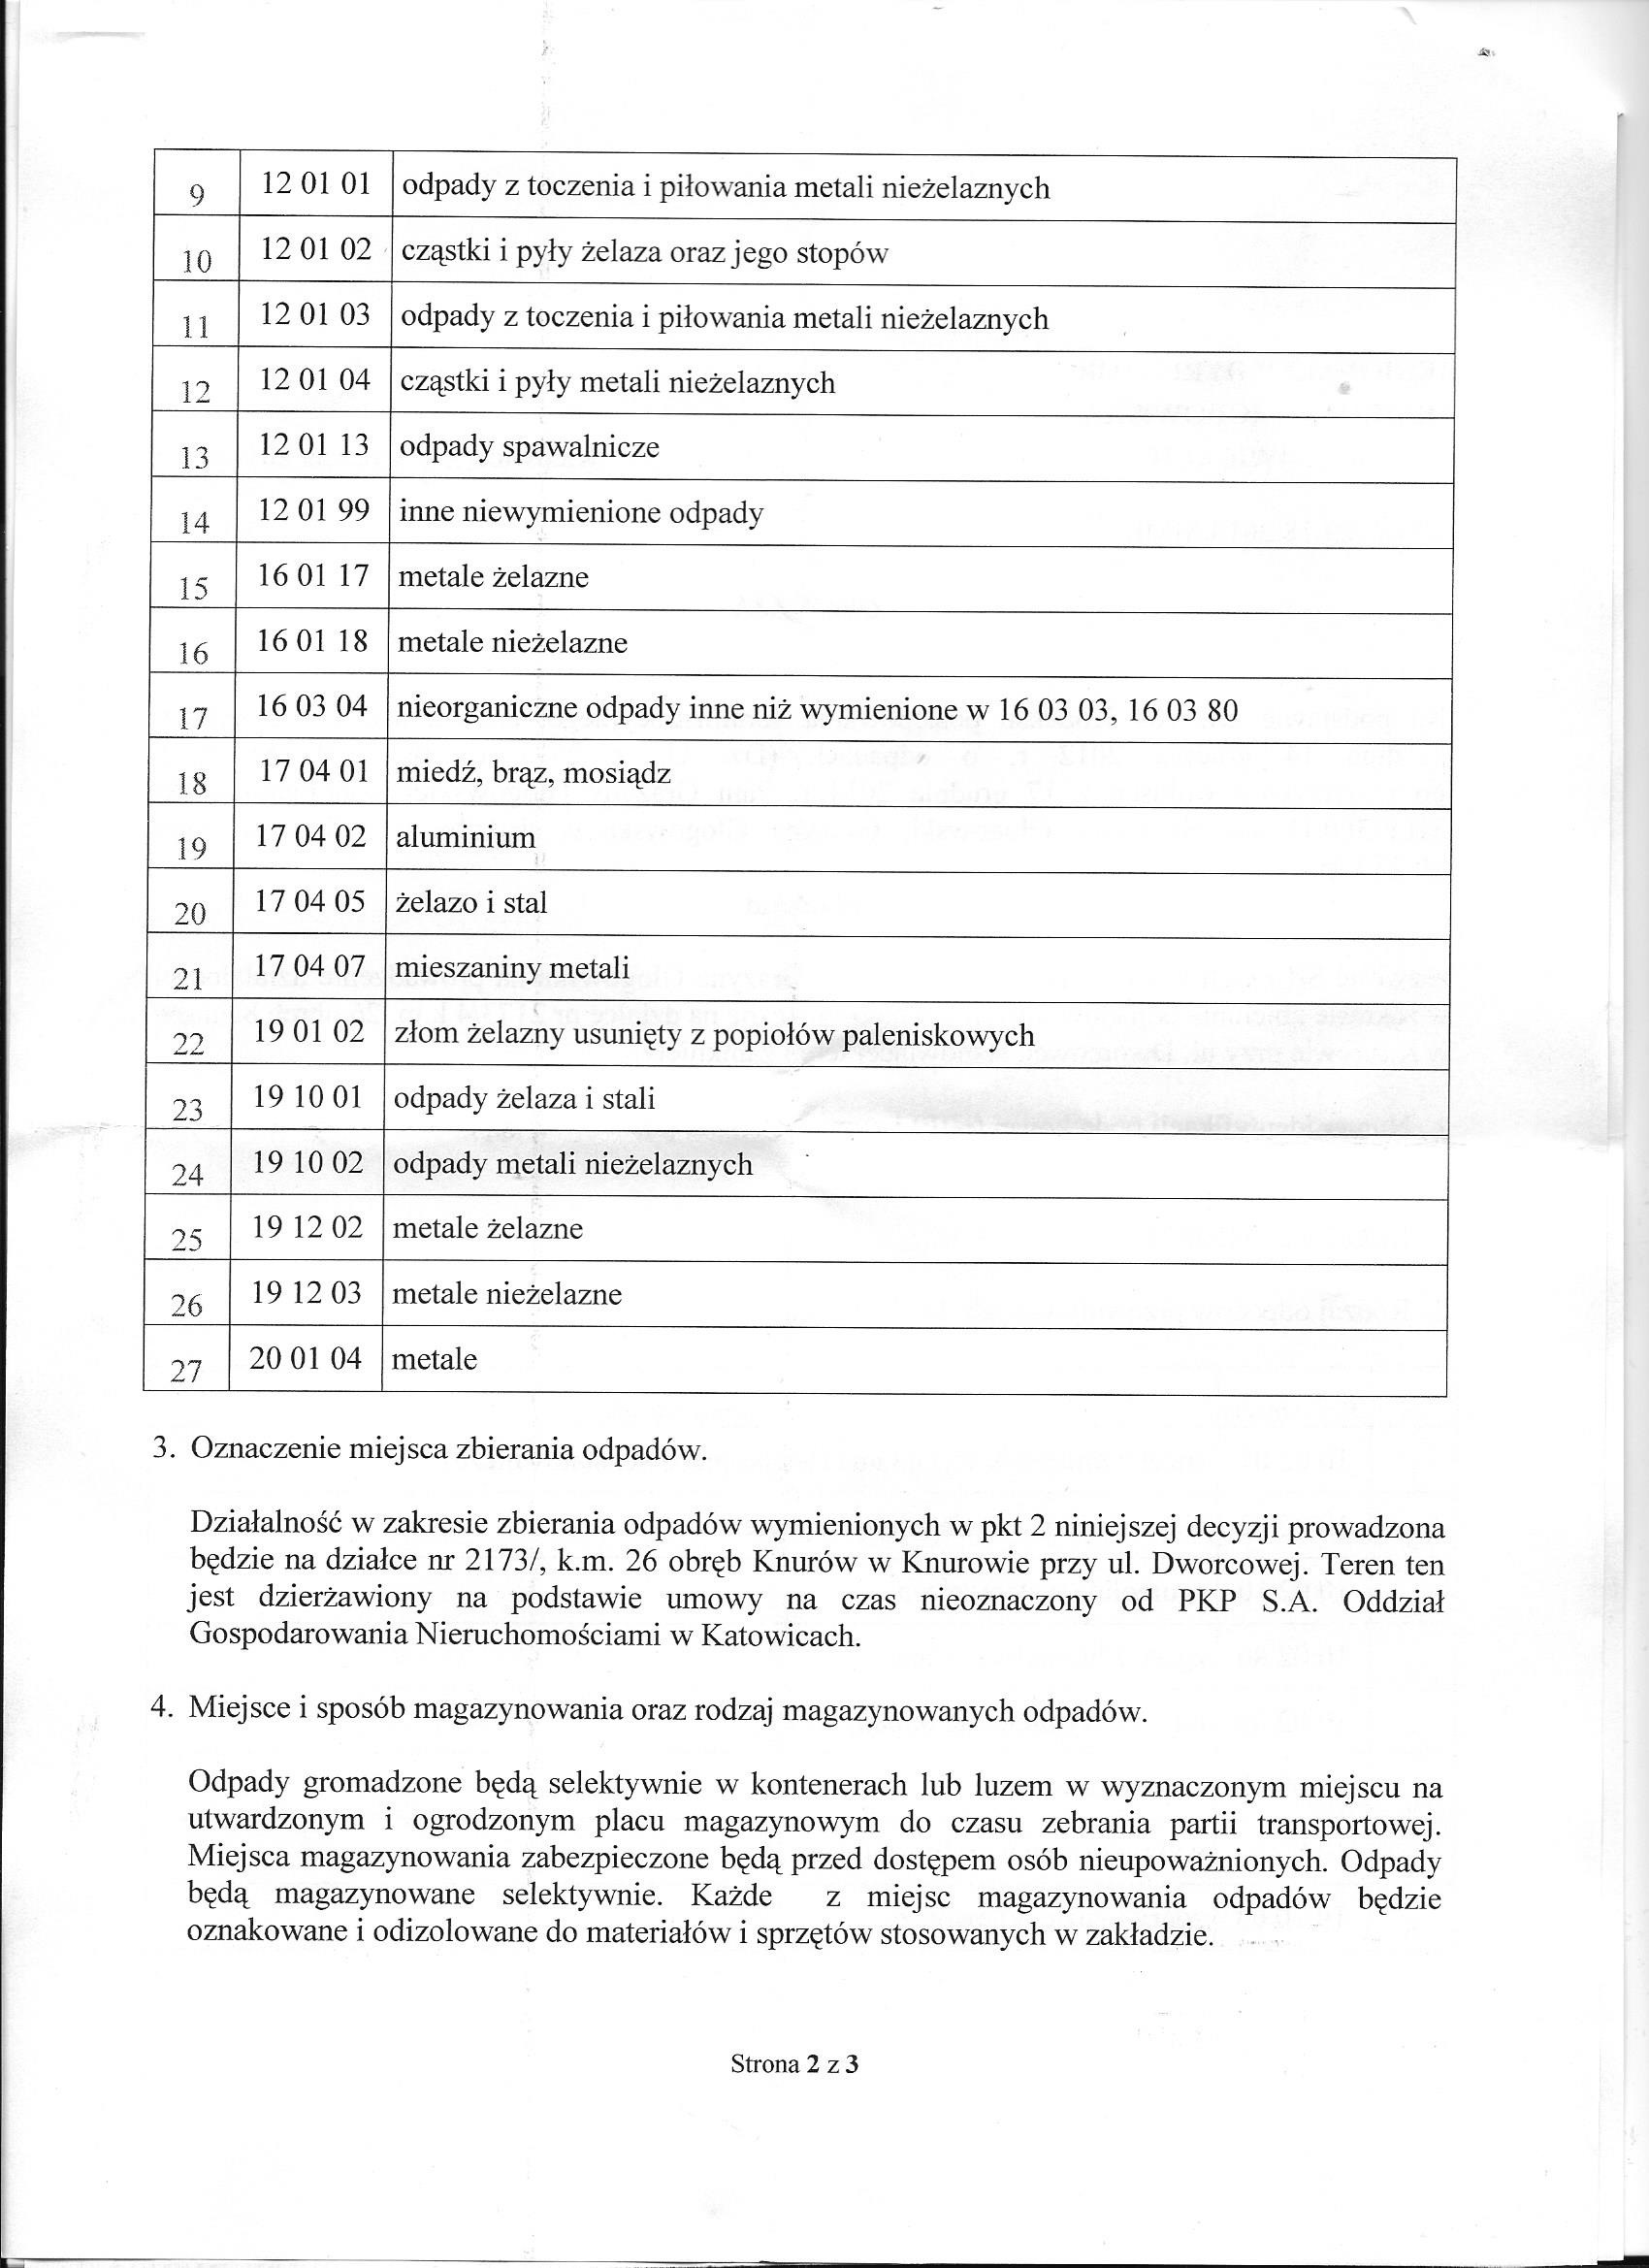 9 12 01 01 odpady z toczenia i piłowania metali nieżelaznych
10 12 01 02 cząstki i pyły żelaza oraz jego stopów
11 12 01 03 odpady z toczenia i piłowania metali nieżelaznych
12 12 01 04 cząstki i pyły metali nieżelaznych
13 12 01 13 odpady spawalnicze
14 12 01 99 inne niewymienione odpady
15 16 01 17 metale żelazne
16 16 01 18 metale nieżelazne
17 16 03 04 nieorganiczne odpady inne niż wymienione w 16 03 03, 16 03 80
18 17 04 01 miedź, brąz, mosiądz
19 17 04 02 aluminium
20 17 04 05 żelazo i stal
21 17 04 07 mieszaniny metali
22 19 01 02 złom żelazny usunięty z popiołów paleniskowych
23 19 10 01 odpady żelaza i stali
24 19 10 02 odpady metali nieżelaznych
25 19 12 02 metale żelazne
26 19 12 03 metale nieżelazne
27 20 01 04 metale
3. Oznaczenie miejsca zbierania odpadów.
Działalność w zakresie zbierania odpadów wymienionych w pkt 2 niniejszej decyzji prowadzona
będzie na działce nr 2173/, k.m. 26 obręb Knurów w Knurowie przy ul. Dworcowej. Teren ten
jest dzierżawiony na podstawie umowy na czas nieoznaczony od PKP S.A. Oddział
Gospodarowania Nieruchomościami w Katowicach.
4. Miejsce i sposób magazynowania oraz rodzaj magazynowanych odpadów.
Odpady gromadzone będą selektywnie w kontenerach lub luzem w wyznaczonym miejscu na
utwardzonym i ogrodzonym placu magazynowym do czasu zebrania partii transportowej.
Miejsca magazynowania zabezpieczone będą przed dostępem osób nieupoważnionych. Odpady
będą magazynowane selektywnie. Każde z miejsc magazynowania odpadów będzie
oznakowane i odizolowane do materiałów i sprzętów stosowanych w zakładzie.
Strona 2 z 3